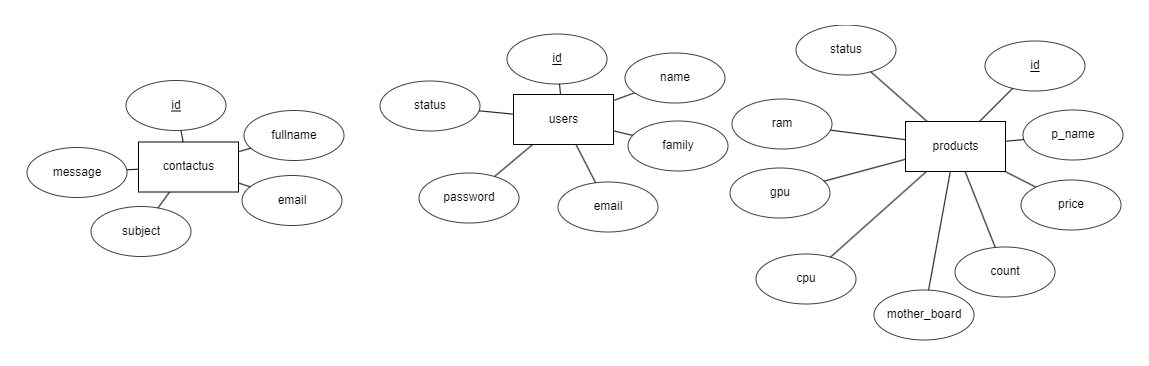 id
fullname
contactus
message
email
subject
id
name
status
users
family
password
email
status
id
ram
p_name
products
gpu
price
cpu
count
mother_board